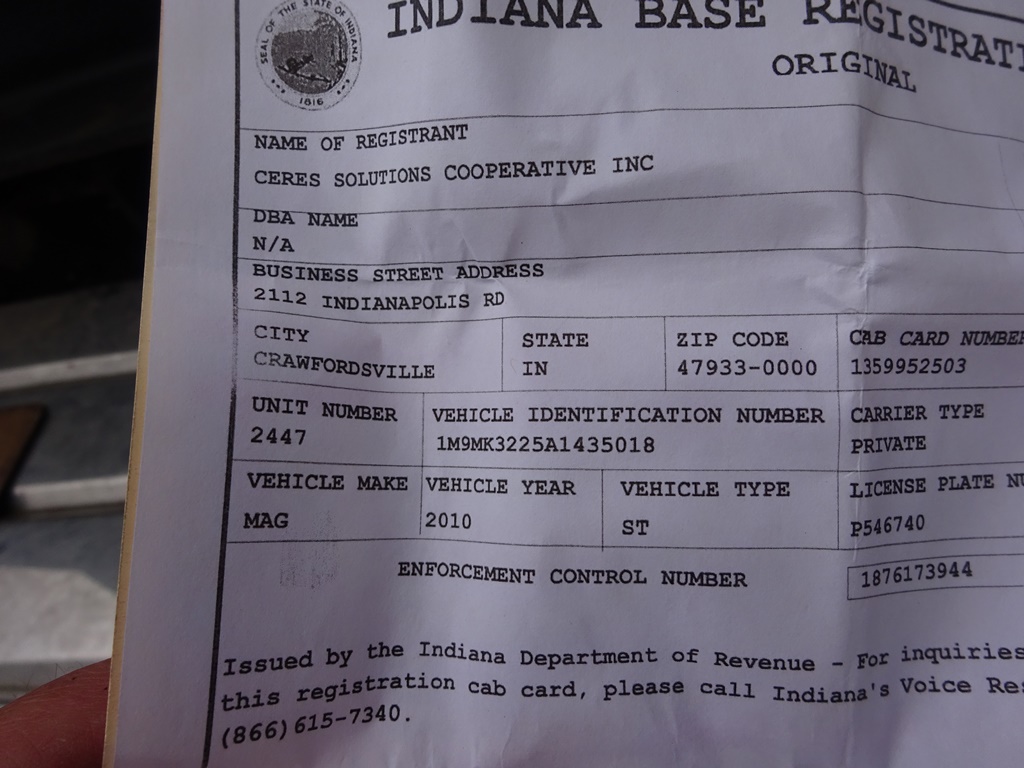 SEAL OF THE STATE OF INDIANA
1816
INDIANA BASE
ORIGINAL
NAME OF REGISTRANT
CERES SOLUTIONS COOPERATIVE INC
DBA NAME
N/A
BUSINESS STREET ADDRESS
2112 INDIANAPOLIS RD
CITY STATE ZIP CODE CAB CARD NUMBER
CRAWFORDSVILLE IN 47933-0000 1359952503
UNIT NUMBER VEHICLE IDENTIFICATION NUMBER CARRIER TYPE
2447 1M9MK3225A1435018 PRIVATE
VEHICLE MAKE VEHICLE YEAR VEHICLE TYPE LICENSE PLATE
MAG 2010 ST P546740
ENFORCEMENT CONTROL NUMBER 1876173944
Issued by the Indiana Department of Revenue - For inquiries
this registration cab card, please call Indiana's Voice
(866)615-7340.